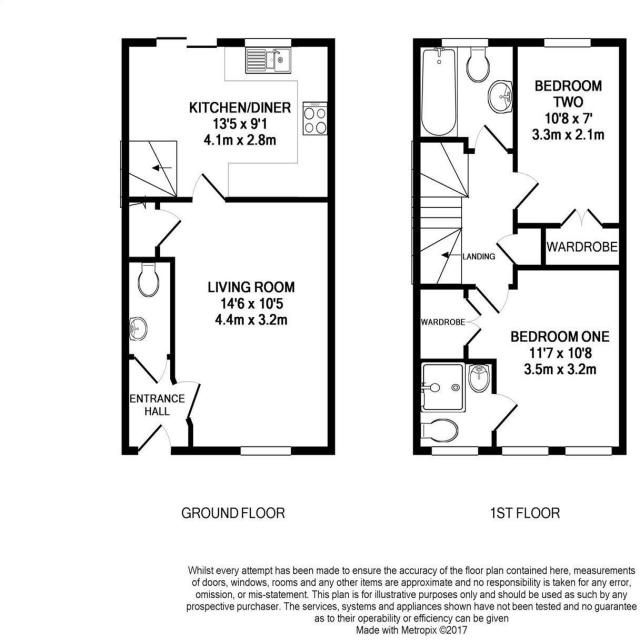 KITCHEN/DINER
13'5 x 9'1
4.1m x 2.8m
LIVING ROOM
14'6 x 10'5
4.4m x 3.2m
ENTRANCE
HALL
GROUND FLOOR
BEDROOM
TWO
10'8 x 7'
3.3m x 2.1m
WARDROBE
LANDING
WARDROBE
BEDROOM ONE
11'7 x 10'8
3.5m x 3.2m
1ST FLOOR
Whilst every attempt has been made to ensure the accuracy of the floor plan contained here, measurements
of doors, windows, rooms and any other items are approximate and no responsibility is taken for any error,
omission, or mis-statement. This plan is for illustrative purposes only and should be used as such by any
prospective purchaser. The services, systems and appliances shown have not been tested and no guarantee
as to their operability or efficiency can be given
Made with Metropix ©2017